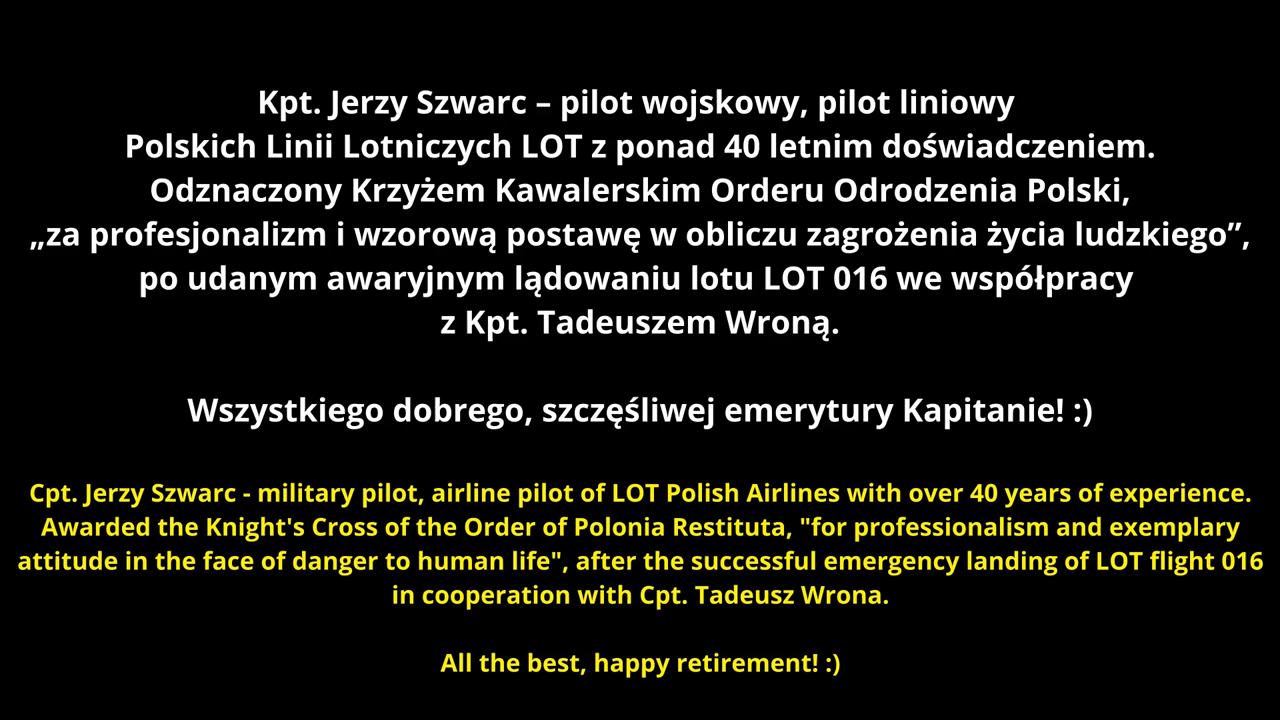 Kpt. Jerzy Szwarc – pilot wojskowy, pilot liniowy
Polskich Linii Lotniczych LOT z ponad 40 letnim doświadczeniem.
Odznaczony Krzyżem Kawalerskim Orderu Odrodzenia Polski,
„za profesjonalizm i wzorową postawę w obliczu zagrożenia życia ludzkiego”,
po udanym awaryjnym lądowaniu lotu LOT 016 we współpracy
z Kpt. Tadeuszem Wroną.
Wszystkiego dobrego, szczęśliwej emerytury Kapitanie! :)
Cpt. Jerzy Szwarc - military pilot, airline pilot of LOT Polish Airlines with over 40 years of experience.
Awarded the Knight's Cross of the Order of Polonia Restituta, "for professionalism and exemplary
attitude in the face of danger to human life", after the successful emergency landing of LOT flight 016
in cooperation with Cpt. Tadeusz Wrona.
All the best, happy retirement! :)